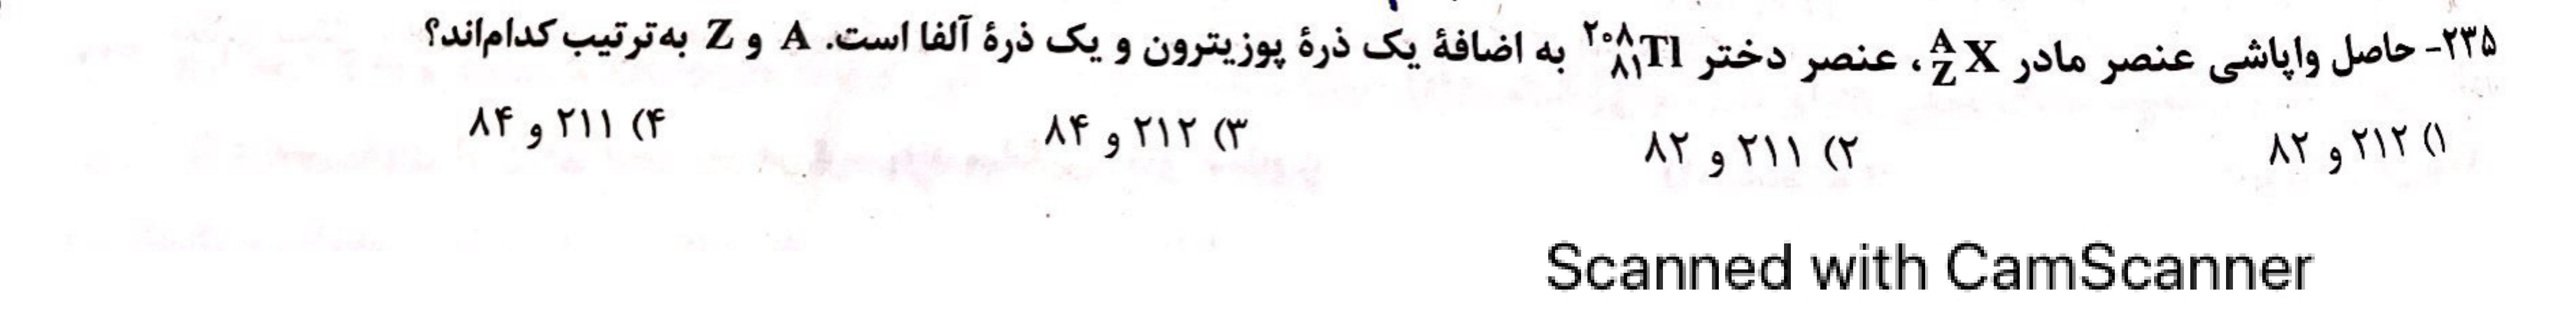 ۲۳۵- حاصل واپاشی عنصر مادر $^{A}_{Z}X$، عنصر دختر $^{۲۰۸}_{۸۱}Tl$ به اضافهٔ یک ذرهٔ پوزیترون و یک ذرهٔ آلفا است. A و Z به‌ترتیب کدام‌اند؟
۱) ۲۱۲ و ۸۲ ۲) ۲۱۱ و ۸۲ ۳) ۲۱۲ و ۸۴ ۴) ۲۱۱ و ۸۴
Scanned with CamScanner